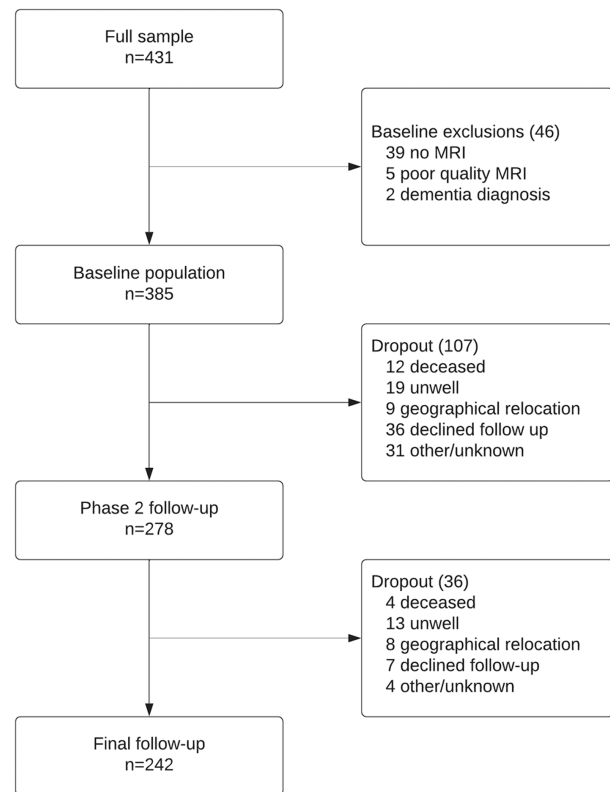 Full sample
n=431
Baseline exclusions (46)
39 no MRI
5 poor quality MRI
2 dementia diagnosis
Baseline population
n=385
Dropout (107)
12 deceased
19 unwell
9 geographical relocation
36 declined follow up
31 other/unknown
Phase 2 follow-up
n=278
Dropout (36)
4 deceased
13 unwell
8 geographical relocation
7 declined follow-up
4 other/unknown
Final follow-up
n=242